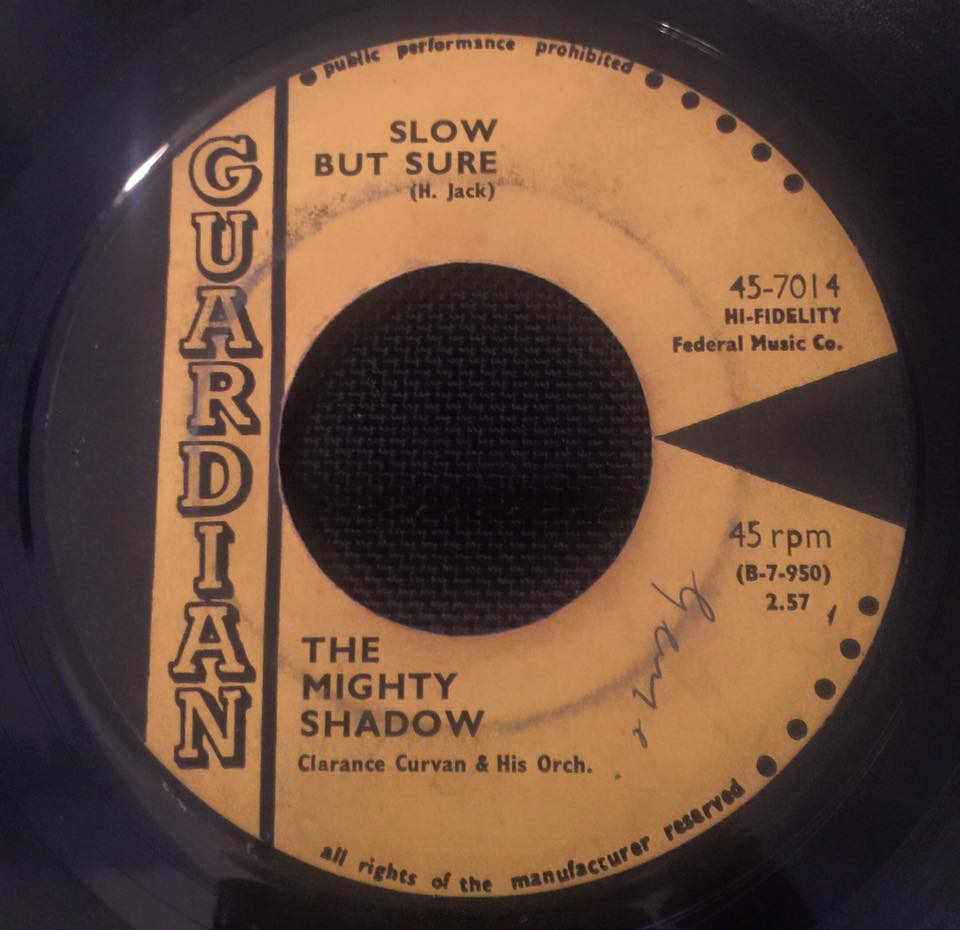 public performance prohibited
GUARDIAN
SLOW
BUT SURE
(H. Jack)
45-7014
HI-FIDELITY
Federal Music Co.
45 rpm
(B-7-950)
2.57
THE
MIGHTY
SHADOW
Clarance Curvan & His Orch.
all rights of the manufacturer reserved